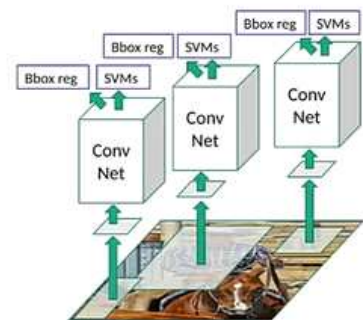 Bbox reg SVMs
Bbox reg SVMs
Bbox reg SVMs
Conv
Net
Conv
Net
Conv
Net